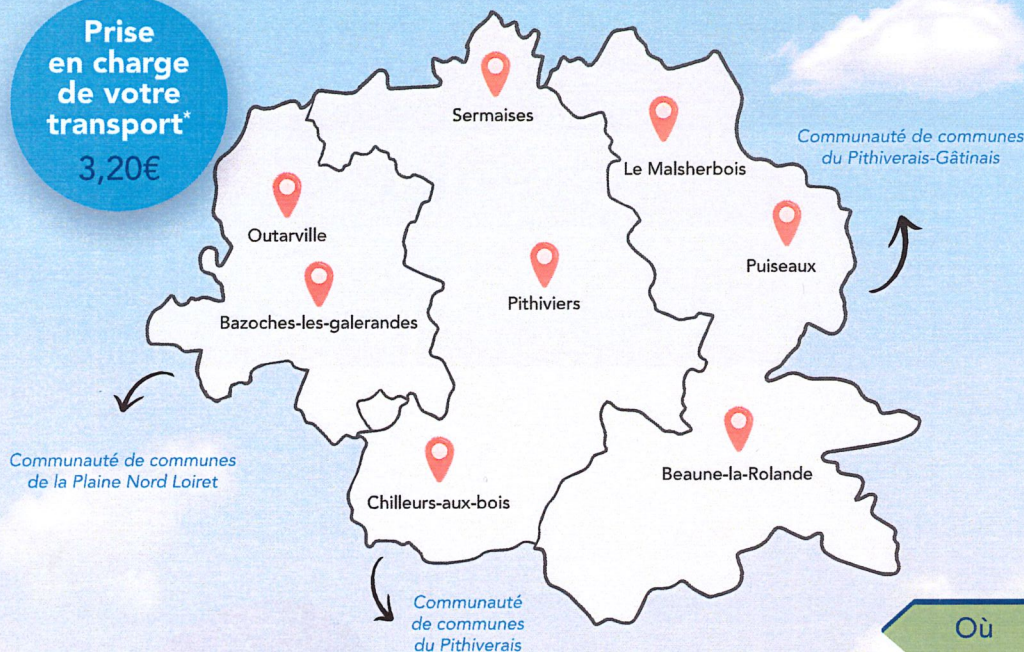 Prise
en charge
de votre
transport*
3,20€
Sermaises
Le Malsherbois
Communauté de communes
du Pithiverais-Gâtinais
Outarville
Puiseaux
Bazoches-les-galerandes
Pithiviers
Communauté de communes
de la Plaine Nord Loiret
Chilleurs-aux-bois
Beaune-la-Rolande
Communauté
de communes
du Pithiverais
Où